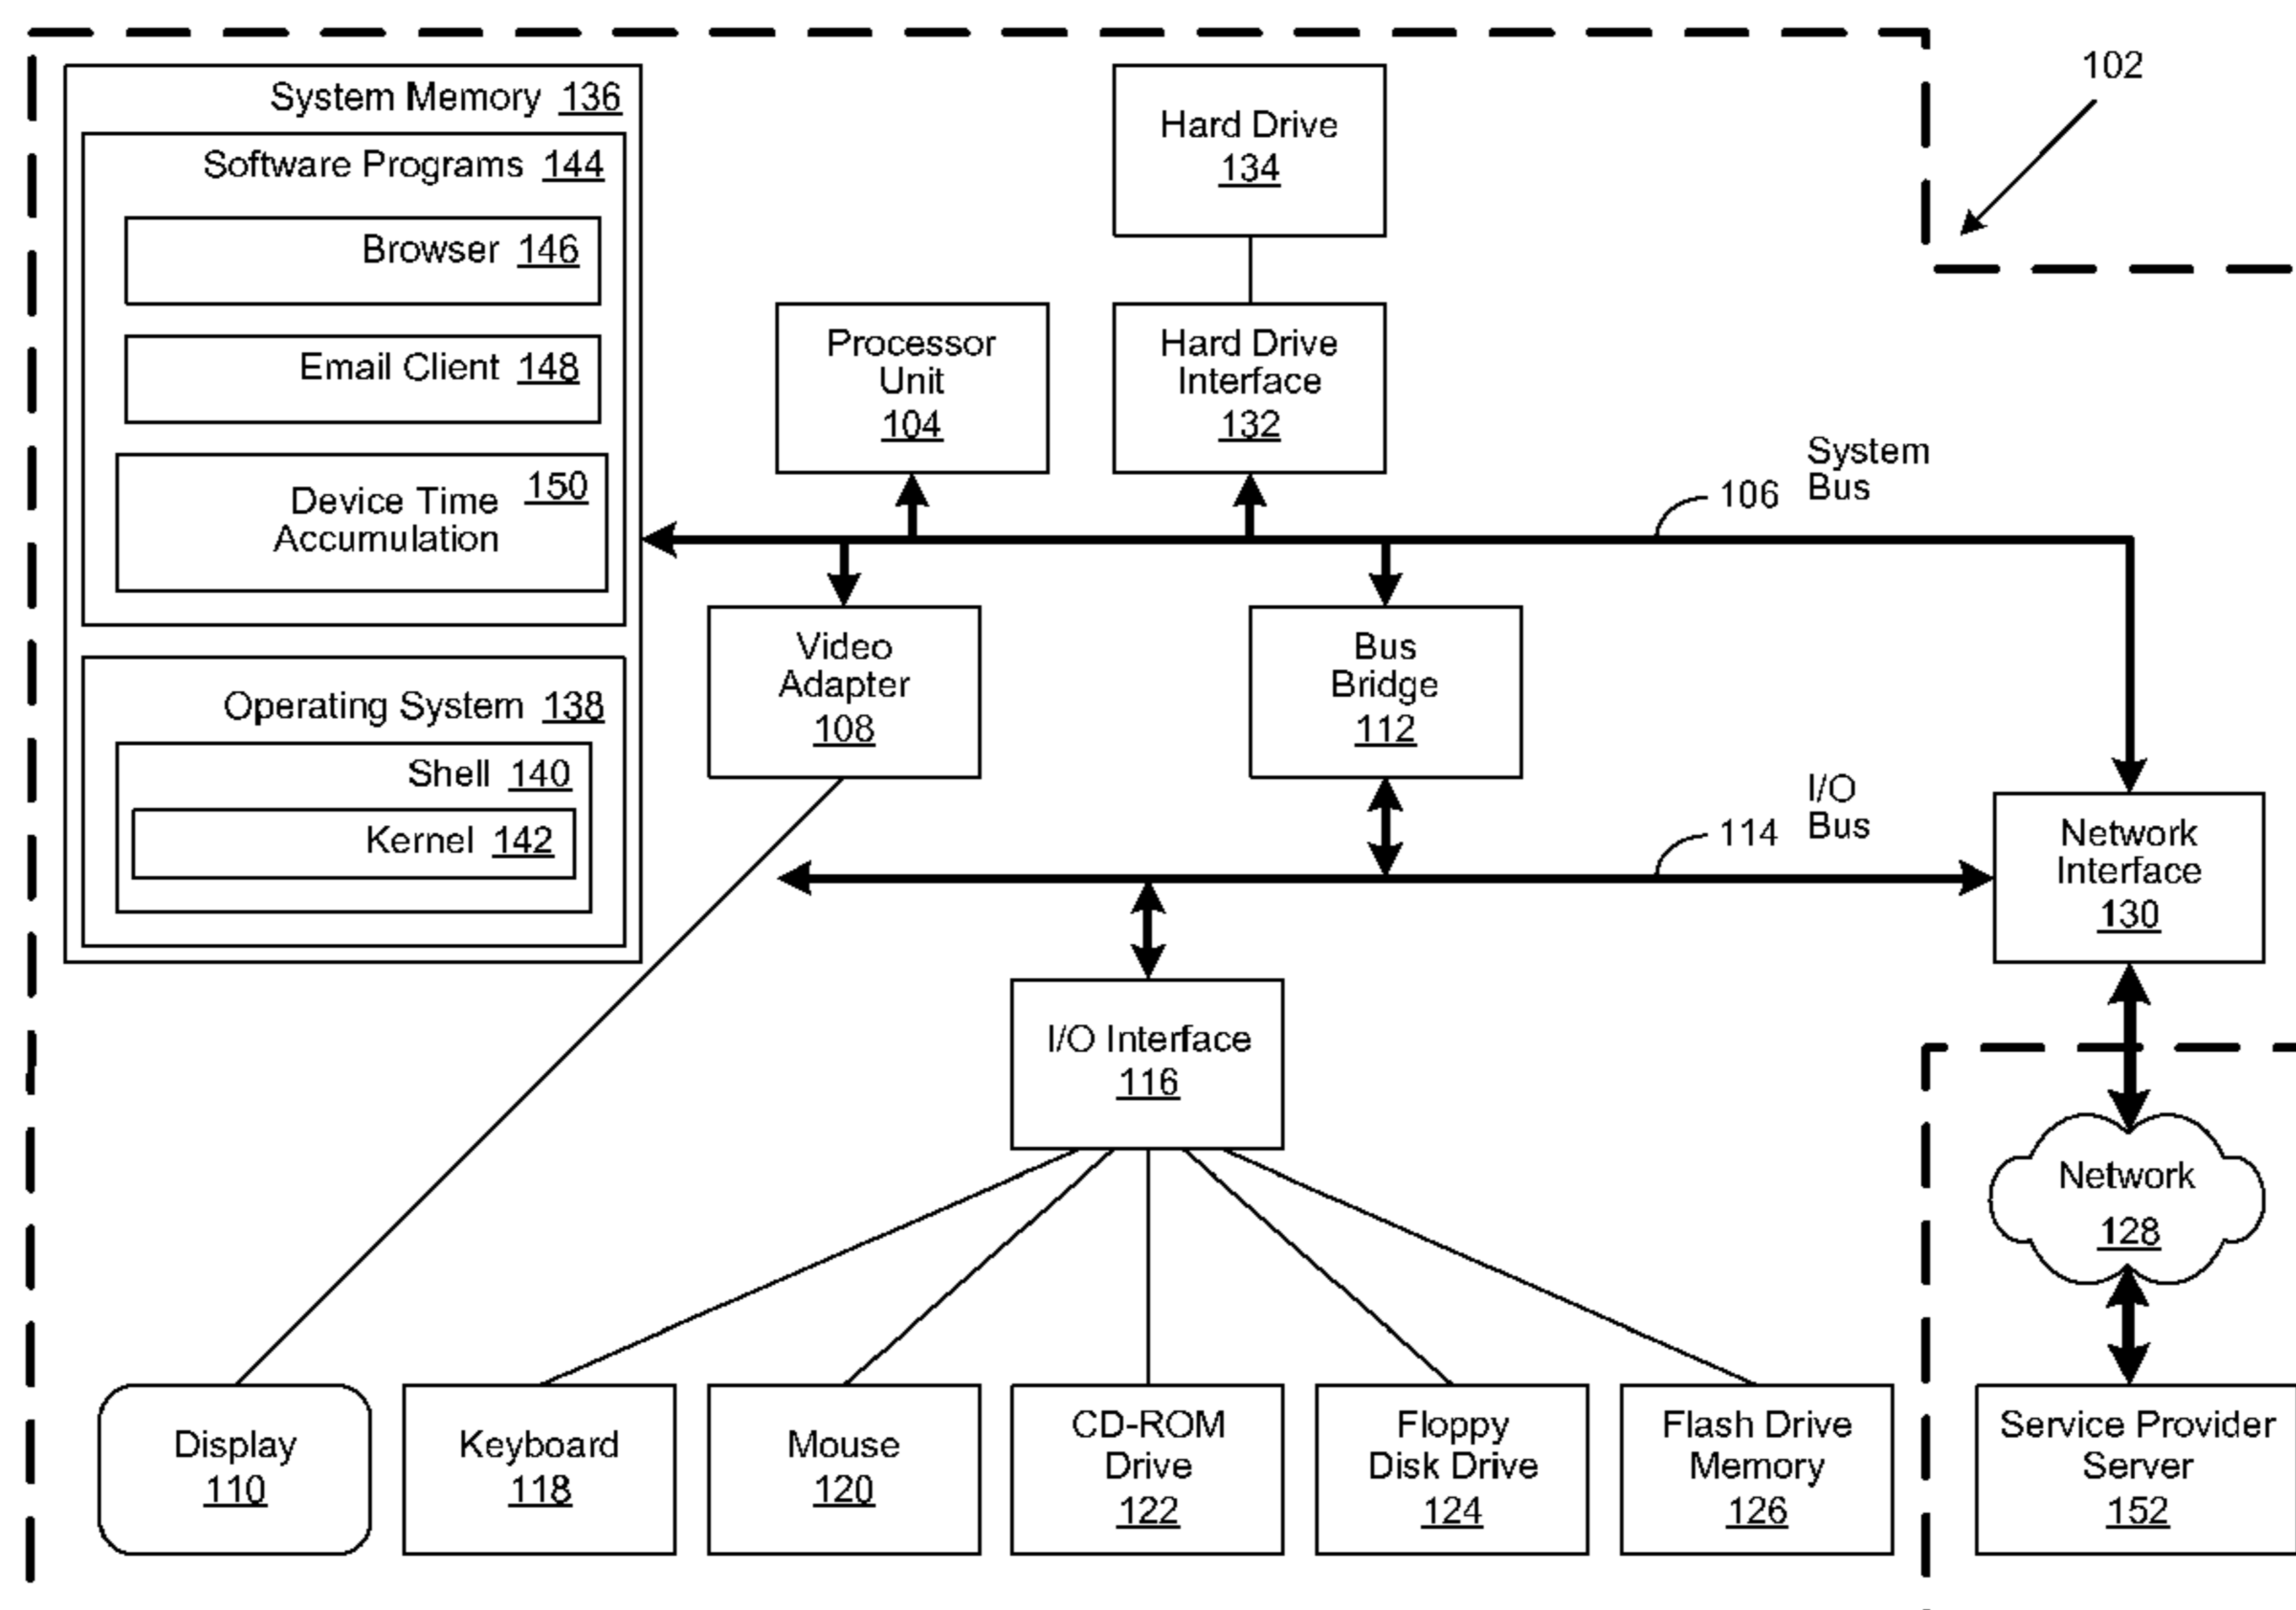 102
System Memory 136
Software Programs 144
Browser 146
Email Client 148
Device Time 150
Accumulation
Operating System 138
Shell 140
Kernel 142
Hard Drive
134
Processor
Unit
104
Hard Drive
Interface
132
106 System
Bus
Video
Adapter
108
Bus
Bridge
112
114 I/O
Bus
Network
Interface
130
I/O Interface
116
Network
128
Display
110
Keyboard
118
Mouse
120
CD-ROM
Drive
122
Floppy
Disk Drive
124
Flash Drive
Memory
126
Service Provider
Server
152